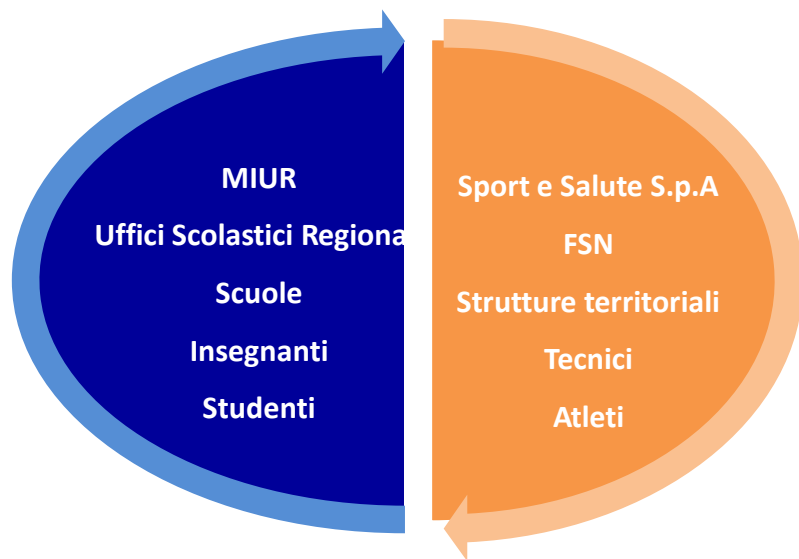 MIUR
Uffici Scolastici Regiona
Scuole
Insegnanti
Studenti
Sport e Salute S.p.A
FSN
Strutture territoriali
Tecnici
Atleti